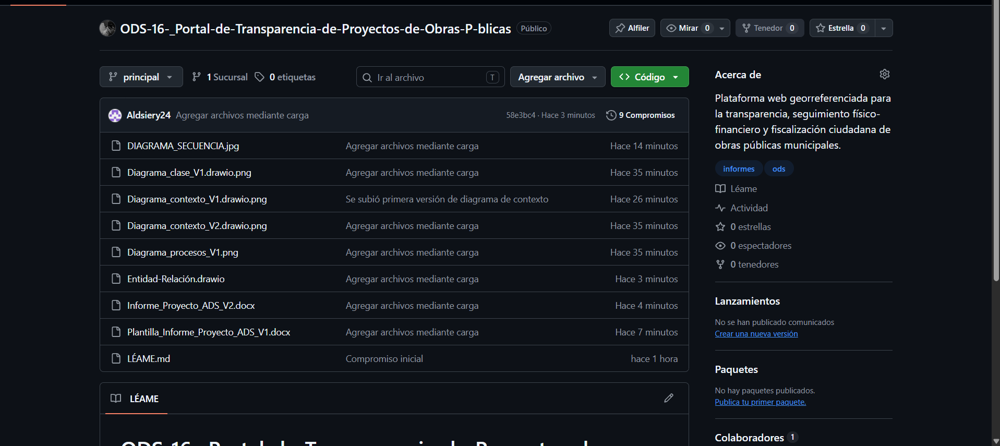 ODS-16-_Portal-de-Transparencia-de-Proyectos-de-Obras-P-blicas Público Alfiler Mirar 0 Tenedor 0 Estrella 0
principal 1 Sucursal 0 etiquetas Ir al archivo T Agregar archivo Código
Aldsiery24 Agregar archivos mediante carga 58e3bc4 · Hace 3 minutos 9 Compromisos
DIAGRAMA_SECUENCIA.jpg Agregar archivos mediante carga Hace 14 minutos
Diagrama_clase_V1.drawio.png Agregar archivos mediante carga Hace 35 minutos
Diagrama_contexto_V1.drawio.png Se subió primera versión de diagrama de contexto Hace 26 minutos
Diagrama_contexto_V2.drawio.png Agregar archivos mediante carga Hace 35 minutos
Diagrama_procesos_V1.png Agregar archivos mediante carga Hace 35 minutos
Entidad-Relación.drawio Agregar archivos mediante carga Hace 3 minutos
Informe_Proyecto_ADS_V2.docx Agregar archivos mediante carga Hace 4 minutos
Plantilla_Informe_Proyecto_ADS_V1.docx Agregar archivos mediante carga Hace 7 minutos
LÉAME.md Compromiso inicial hace 1 hora
LÉAME
Acerca de
Plataforma web georreferenciada para
la transparencia, seguimiento físico-
financiero y fiscalización ciudadana de
obras públicas municipales.
informes ods
Léame
Actividad
0 estrellas
0 espectadores
0 tenedores
Lanzamientos
No se han publicado comunicados
Crear una nueva versión
Paquetes
No hay paquetes publicados.
Publica tu primer paquete.
Colaboradores 1